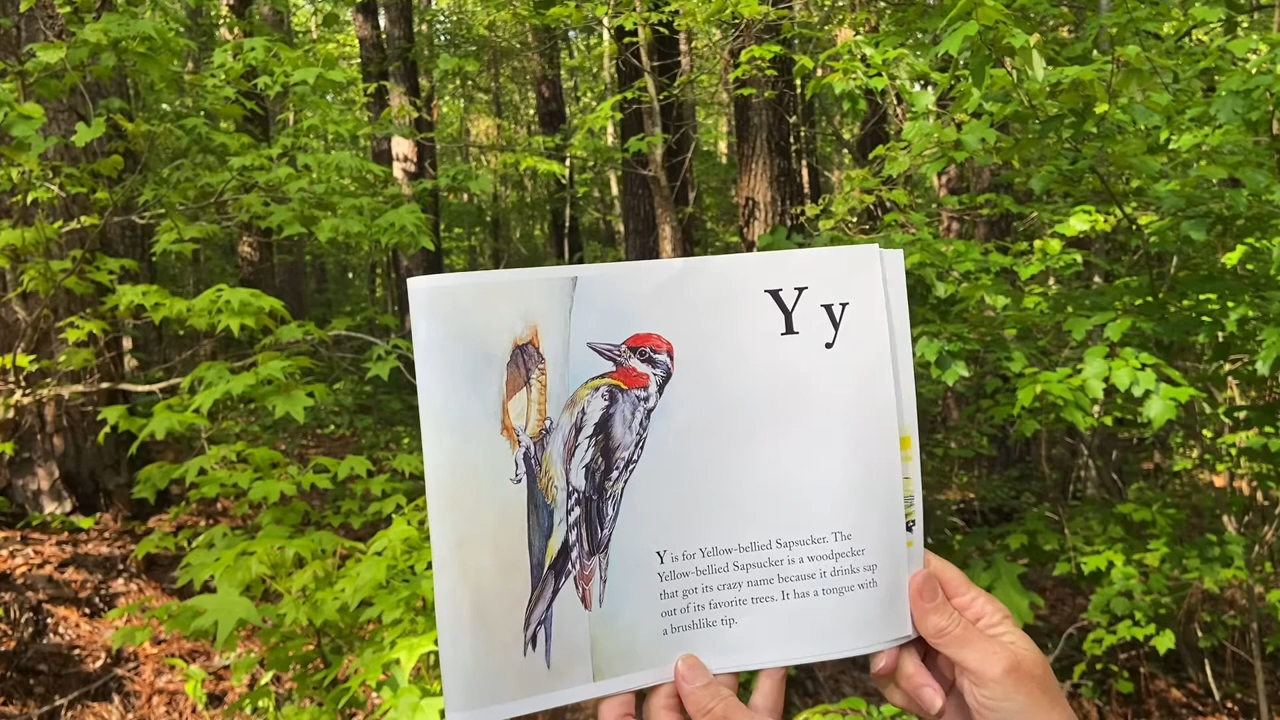 Y y
Y is for Yellow-bellied Sapsucker. The
Yellow-bellied Sapsucker is a woodpecker
that got its crazy name because it drinks sap
out of its favorite trees. It has a tongue with
a brushlike tip.